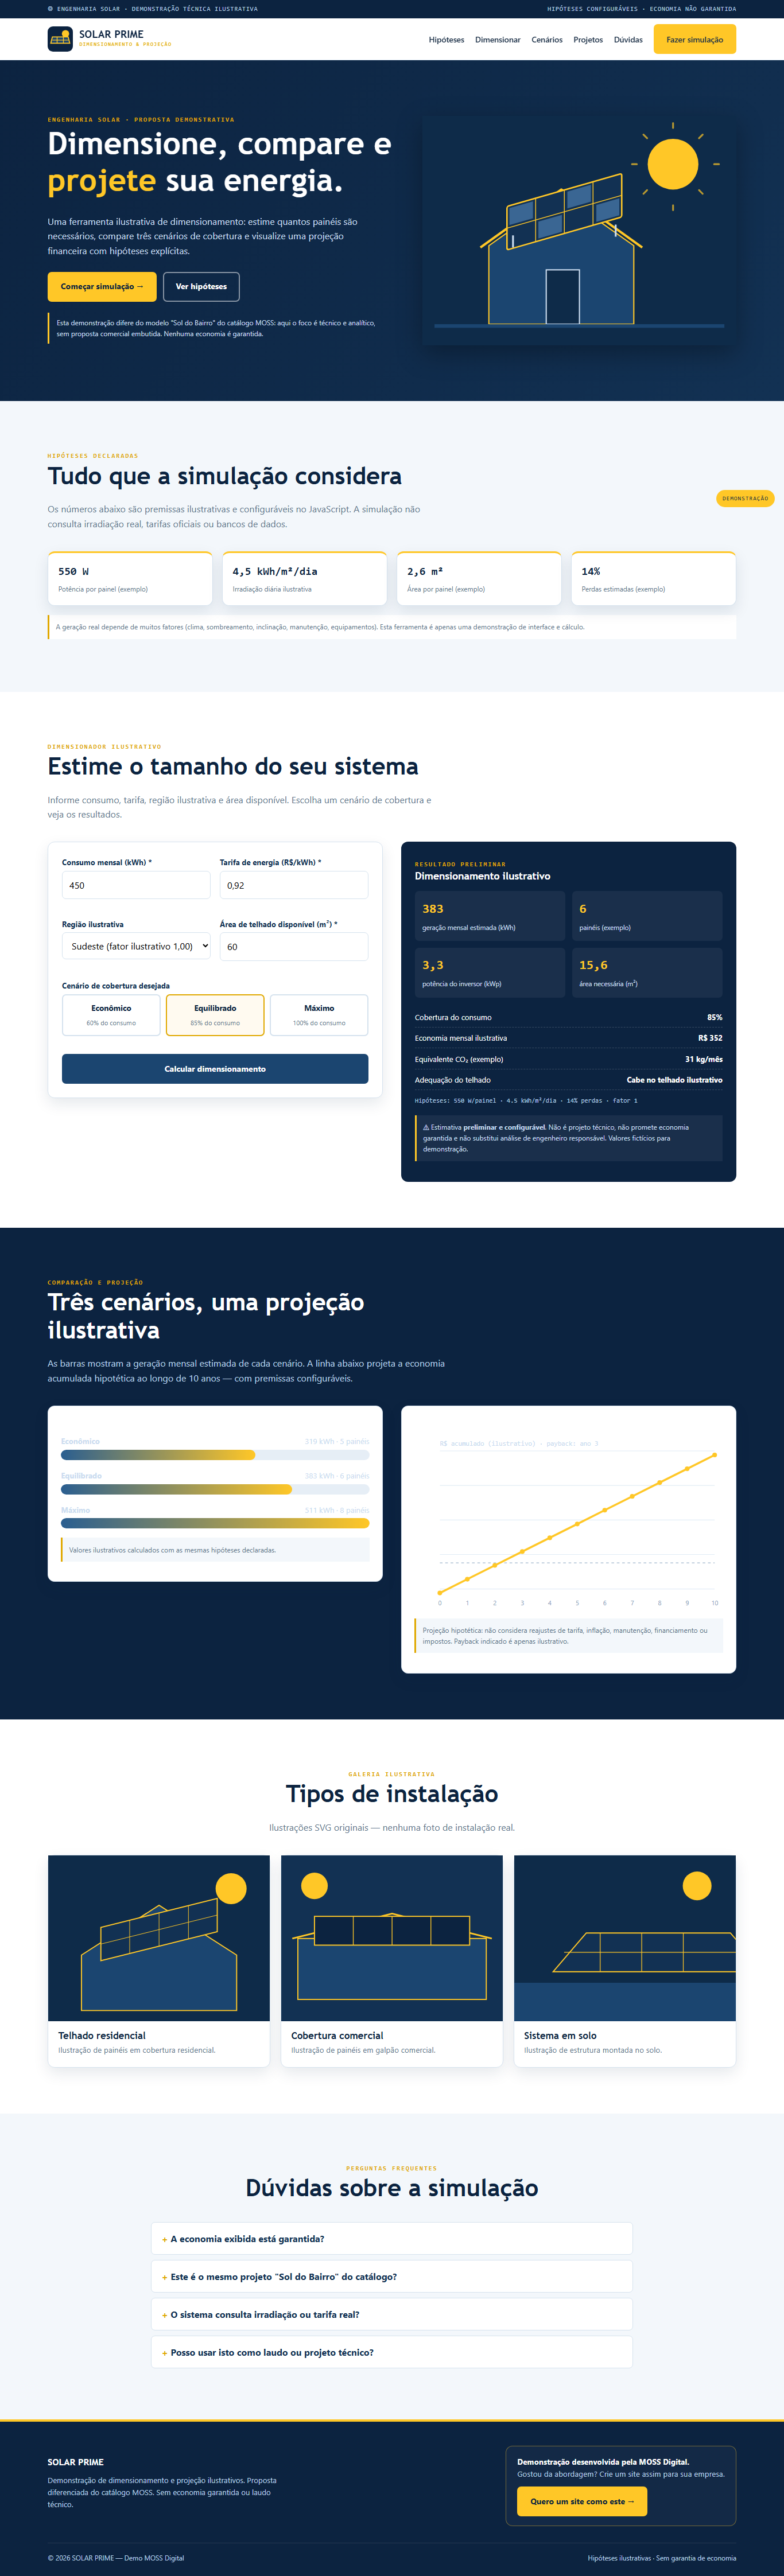 ENGENHARIA SOLAR · DEMONSTRAÇÃO TÉCNICA ILUSTRATIVA
HIPÓTESES CONFIGURÁVEIS · ECONOMIA NÃO GARANTIDA
SOLAR PRIME
DIMENSIONAMENTO & PROJEÇÃO
Hipóteses
Dimensionar
Cenários
Projetos
Dúvidas
Fazer simulação
ENGENHARIA SOLAR · PROPOSTA DEMONSTRATIVA
Dimensione, compare e
projete sua energia.
Uma ferramenta ilustrativa de dimensionamento: estime quantos painéis são
necessários, compare três cenários de cobertura e visualize uma projeção
financeira com hipóteses explícitas.
Começar simulação →
Ver hipóteses
Esta demonstração difere do modelo "Sol do Bairro" do catálogo MOSS: aqui o foco é técnico e analítico,
sem proposta comercial embutida. Nenhuma economia é garantida.
HIPÓTESES DECLARADAS
Tudo que a simulação considera
Os números abaixo são premissas ilustrativas e configuráveis no JavaScript. A simulação não
consulta irradiação real, tarifas oficiais ou bancos de dados.
DEMONSTRAÇÃO
550 W
Potência por painel (exemplo)
4,5 kWh/m²/dia
Irradiação diária ilustrativa
2,6 m²
Área por painel (exemplo)
14%
Perdas estimadas (exemplo)
A geração real depende de muitos fatores (clima, sombreamento, inclinação, manutenção, equipamentos). Esta ferramenta é apenas uma demonstração de interface e cálculo.
DIMENSIONADOR ILUSTRATIVO
Estime o tamanho do seu sistema
Informe consumo, tarifa, região ilustrativa e área disponível. Escolha um cenário de cobertura e
veja os resultados.
Consumo mensal (kWh) *
450
Tarifa de energia (R$/kWh) *
0,92
Região ilustrativa
Sudeste (fator ilustrativo 1,00)
Área de telhado disponível (m²) *
60
Cenário de cobertura desejada
Econômico
60% do consumo
Equilibrado
85% do consumo
Máximo
100% do consumo
Calcular dimensionamento
RESULTADO PRELIMINAR
Dimensionamento ilustrativo
383
geração mensal estimada (kWh)
6
painéis (exemplo)
3,3
potência do inversor (kWp)
15,6
área necessária (m²)
Cobertura do consumo 85%
Economia mensal ilustrativa R$ 352
Equivalente CO₂ (exemplo) 31 kg/mês
Adequação do telhado Cabe no telhado ilustrativo
Hipóteses: 550 W/painel · 4,5 kWh/m²/dia · 14% perdas · fator 1
⚠ Estimativa preliminar e configurável. Não é projeto técnico, não promete economia
garantida e não substitui análise de engenheiro responsável. Valores fictícios para
demonstração.
COMPARAÇÃO E PROJEÇÃO
Três cenários, uma projeção
ilustrativa
As barras mostram a geração mensal estimada de cada cenário. A linha abaixo projeta a economia
acumulada hipotética ao longo de 10 anos — com premissas configuráveis.
Econômico 319 kWh · 5 painéis
Equilibrado 383 kWh · 6 painéis
Máximo 511 kWh · 8 painéis
Valores ilustrativos calculados com as mesmas hipóteses declaradas.
R$ acumulado (ilustrativo) · payback: ano 3
0 1 2 3 4 5 6 7 8 9 10
Projeção hipotética: não considera reajustes de tarifa, inflação, manutenção, financiamento ou
impostos. Payback indicado é apenas ilustrativo.
GALERIA ILUSTRATIVA
Tipos de instalação
Ilustrações SVG originais — nenhuma foto de instalação real.
Telhado residencial
Ilustração de painéis em cobertura residencial.
Cobertura comercial
Ilustração de painéis em galpão comercial.
Sistema em solo
Ilustração de estrutura montada no solo.
PERGUNTAS FREQUENTES
Dúvidas sobre a simulação
+ A economia exibida está garantida?
+ Este é o mesmo projeto "Sol do Bairro" do catálogo?
+ O sistema consulta irradiação ou tarifa real?
+ Posso usar isto como laudo ou projeto técnico?
SOLAR PRIME
Demonstração de dimensionamento e projeção ilustrativos. Proposta
diferenciada do catálogo MOSS. Sem economia garantida ou laudo
técnico.
Demonstração desenvolvida pela MOSS Digital.
Gostou da abordagem? Crie um site assim para sua empresa.
Quero um site como este →
© 2026 SOLAR PRIME — Demo MOSS Digital
Hipóteses ilustrativas · Sem garantia de economia